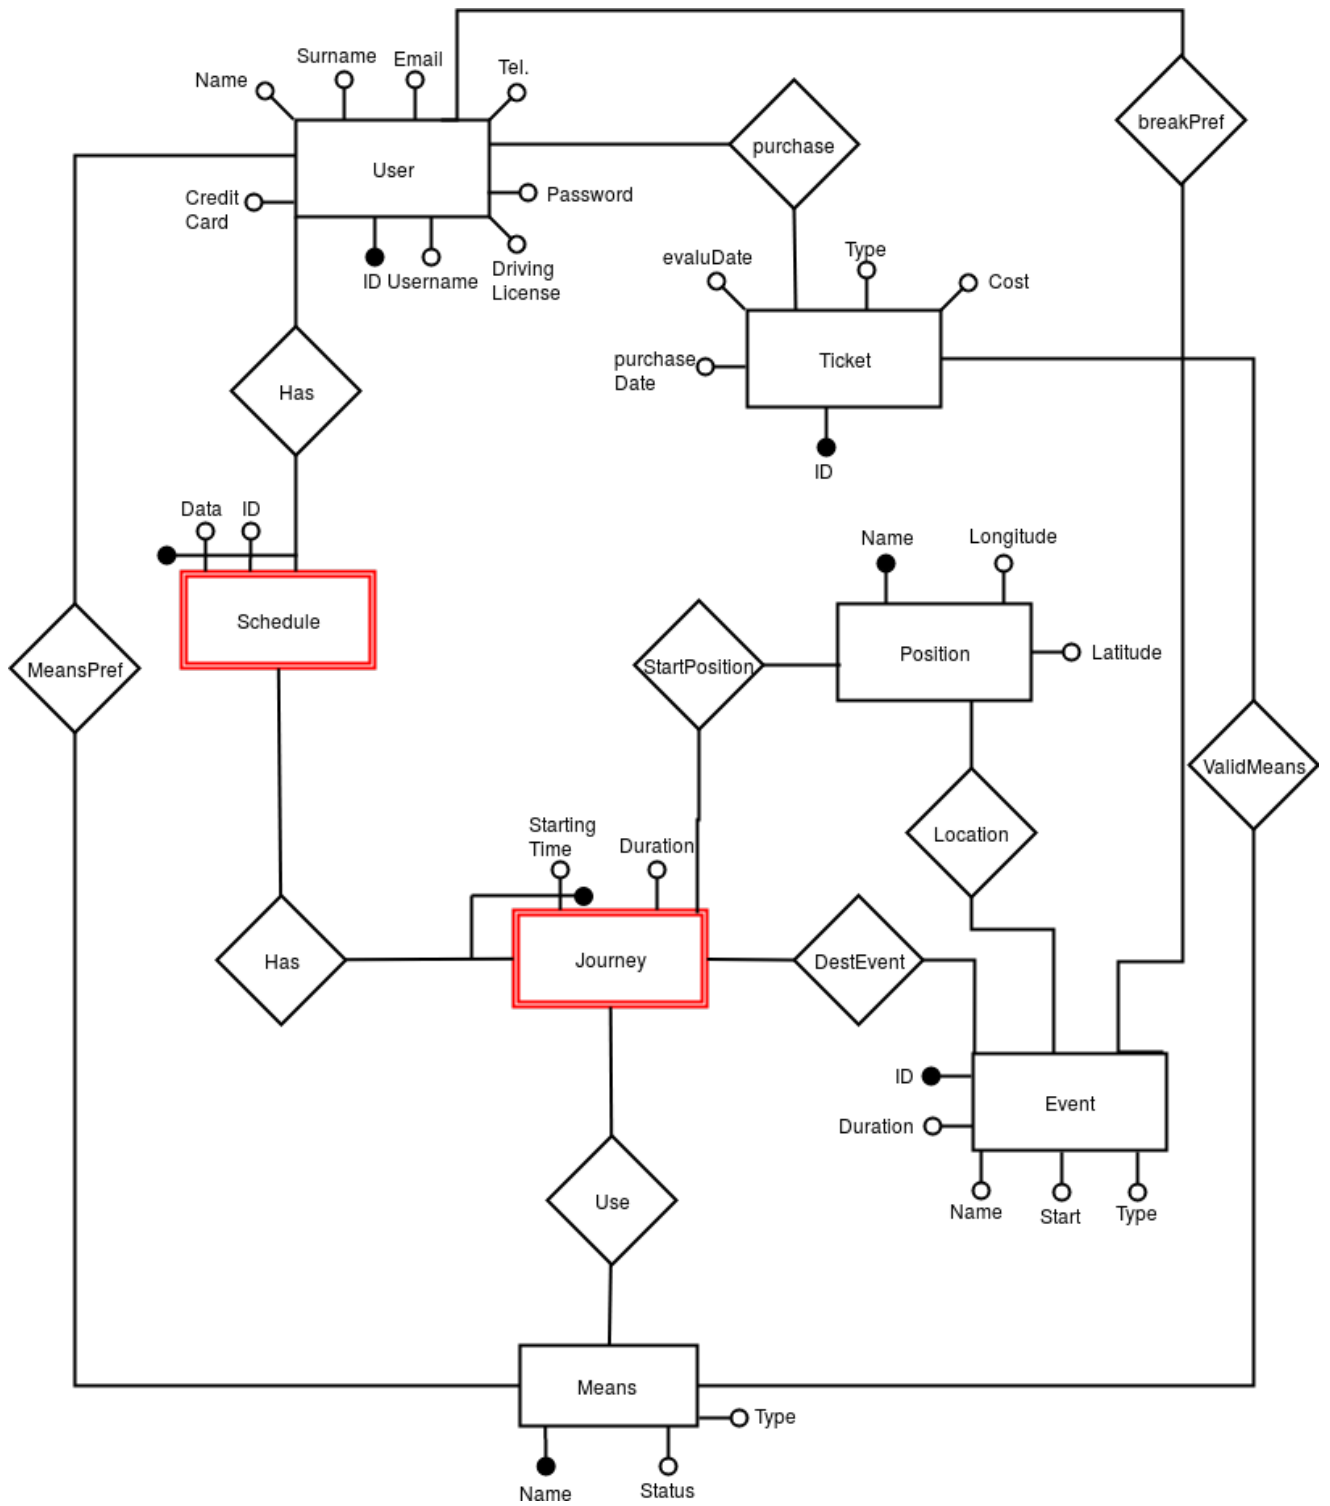 Surname
Email
Tel.
Name
breakPref
purchase
User
Credit
Card
Password
ID
Username
Driving
License
evaluDate
Type
Cost
purchase
Date
Ticket
Has
ID
Data
ID
Name
Longitude
Schedule
MeansPref
StartPosition
Position
Latitude
ValidMeans
Starting
Time
Duration
Location
Has
Journey
DestEvent
ID
Event
Duration
Use
Name
Start
Type
Means
Type
Name
Status